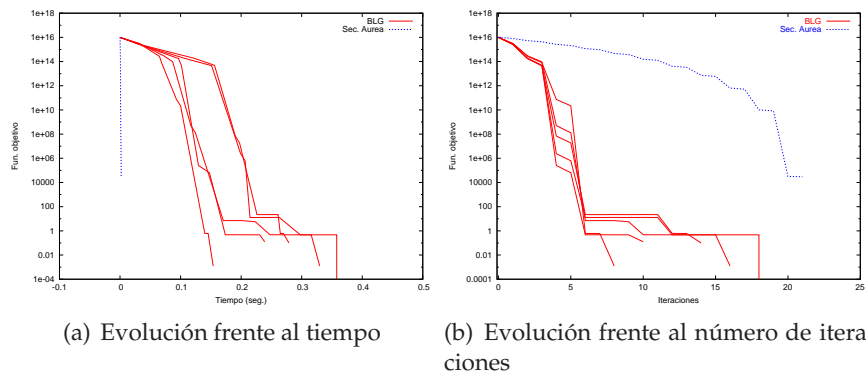 1e+18
1e+16
1e+14
1e+12
1e+10
1e+08
1e+06
10000
100
1
0.01
1e-04
Fun. objetivo
-0.1
0
0.1
0.2
0.3
0.4
0.5
Tiempo (seg.)
BLG
Sec. Aurea
(a) Evolución frente al tiempo
1e+18
1e+16
1e+14
1e+12
1e+10
1e+08
1e+06
10000
100
1
0.01
0.0001
Fun. objetivo
0
5
10
15
20
25
Iteraciones
BLG
Sec. Aurea
(b) Evolución frente al número de itera
ciones